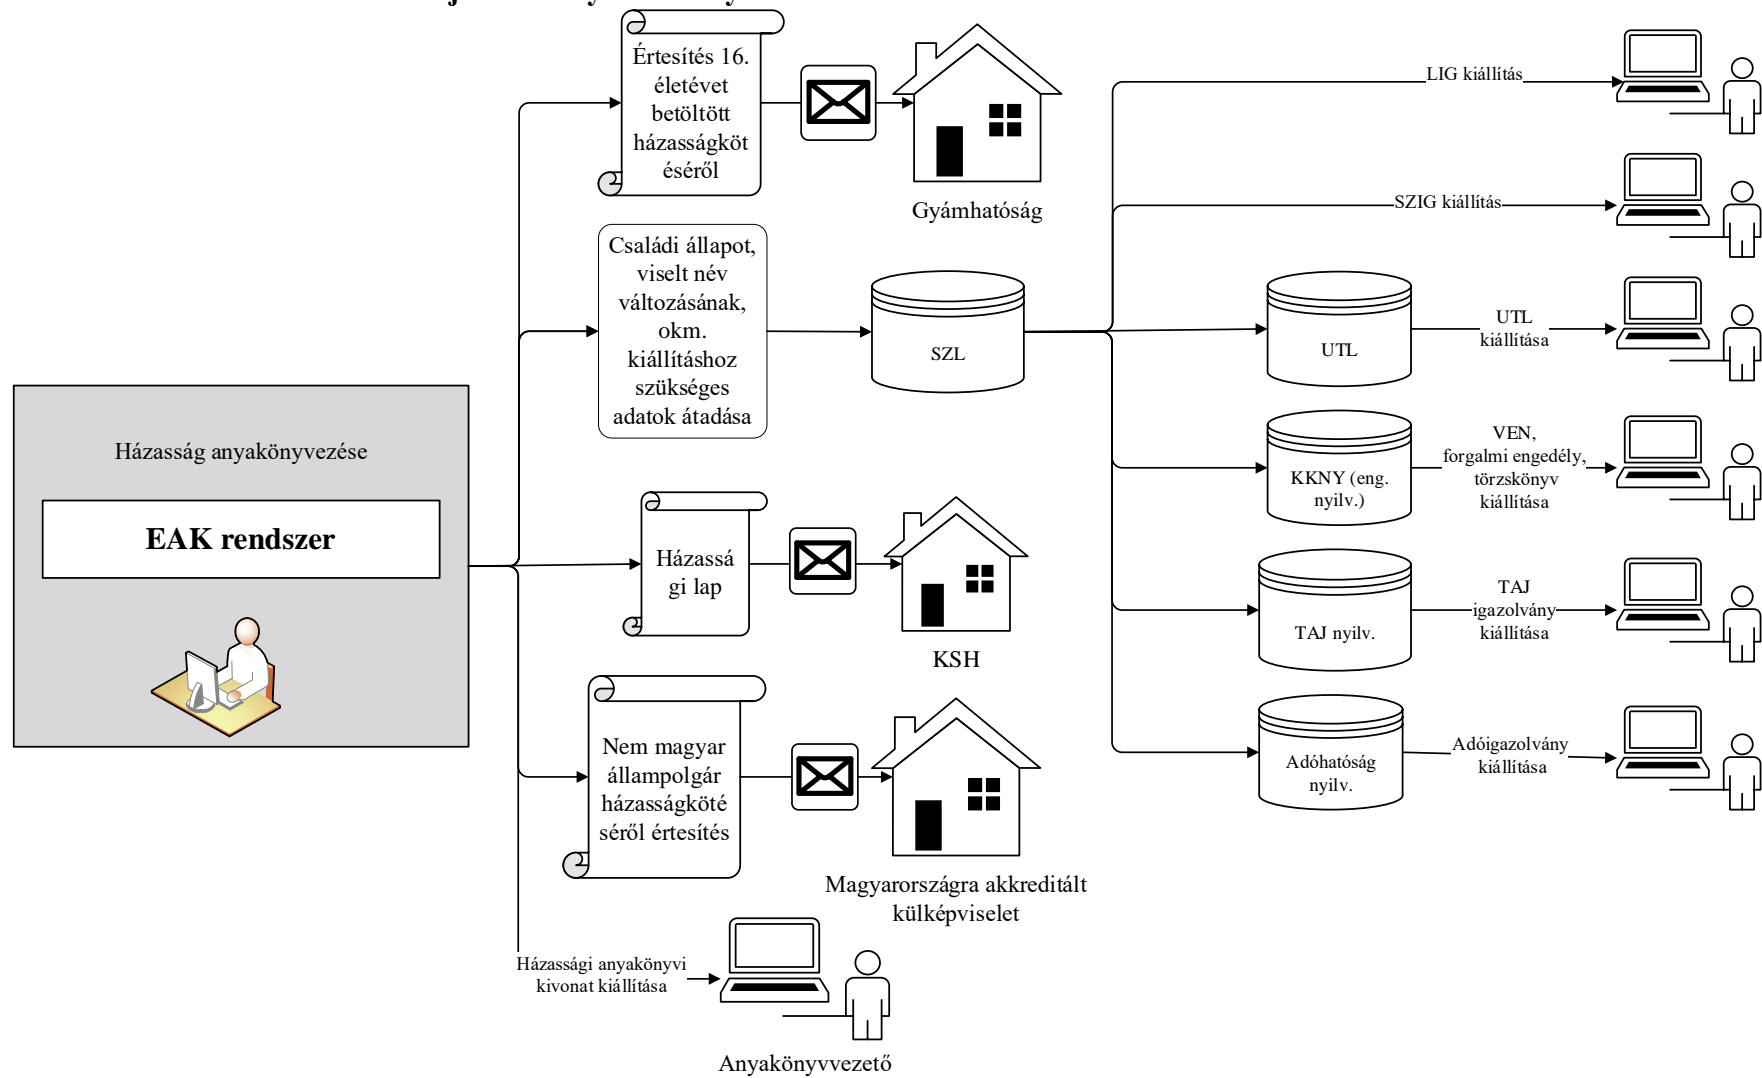 Értesítés 16.
életévet
betöltött
házasságköt
éséről
Gyámhatóság
LIG kiállítás
SZIG kiállítás
Családi állapot,
viselt név
változásának,
okm.
kiállításhoz
szükséges
adatok átadása
SZL
UTL
UTL
kiállítása
Házasság anyakönyvezése
EAK rendszer
KKNY (eng.
nyilv.)
VEN,
forgalmi engedély,
törzskönyv
kiállítása
Házassá
gi lap
KSH
TAJ nyilv.
TAJ
igazolvány
kiállítása
Nem magyar
állampolgár
házasságköté
séről értesítés
Magyarországra akkreditált
külképviselet
Adóhatóság
nyilv.
Adóigazolvány
kiállítása
Házassági anyakönyvi
kivonat kiállítása
Anyakönyvvezető